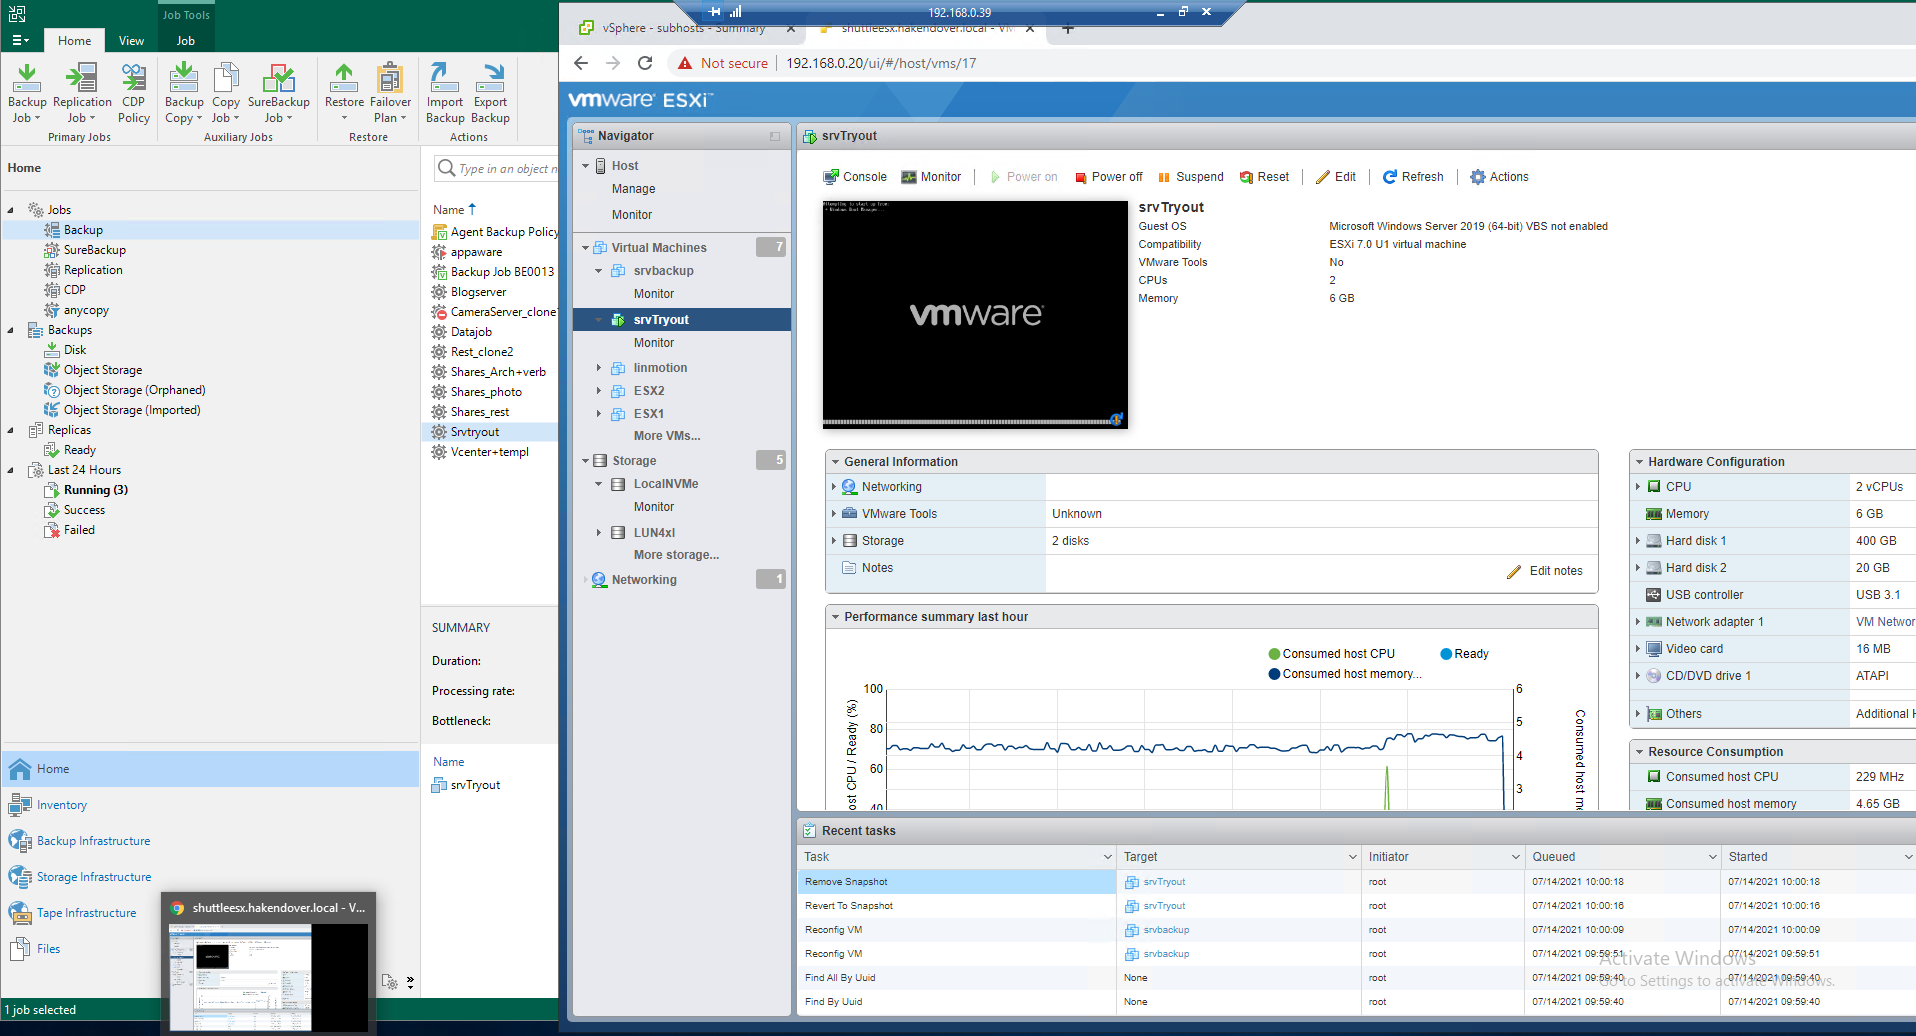 Job Tools
Home
View
Job
Backup
Job
Replication
Job
CDP
Policy
Primary Jobs
Backup
Copy
Copy
Job
SureBackup
Job
Auxiliary Jobs
Restore
Failover
Plan
Restore
Import
Backup
Export
Backup
Actions
Home
Jobs
Backup
SureBackup
Replication
CDP
anycopy
Backups
Disk
Object Storage
Object Storage (Orphaned)
Object Storage (Imported)
Replicas
Ready
Last 24 Hours
Running (3)
Success
Failed
Home
Inventory
Backup Infrastructure
Storage Infrastructure
Tape Infrastructure
Files
1 job selected
shuttleesx.hakendover.local - V...
Type in an object n
Name
Agent Backup Policy
appaware
Backup Job BE0013
Blogserver
CameraServer_clone
Datajob
Rest_clone2
Shares_Arch+verb
Shares_photo
Shares_rest
Srvtryout
Vcenter+templ
SUMMARY
Duration:
Processing rate:
Bottleneck:
Name
srvTryout
192.168.0.39
vSphere - subhosts - Summary
shuttleesx.hakendover.local - VM
Not secure
192.168.0.20/ui/#/host/vms/17
vmware ESXi™
Navigator
Host
Manage
Monitor
Virtual Machines 7
srvbackup
Monitor
srvTryout
Monitor
linmotion
ESX2
ESX1
More VMs...
Storage 5
LocalNVMe
Monitor
LUN4xl
More storage...
Networking 1
srvTryout
Console Monitor Power on Power off Suspend Reset Edit Refresh Actions
Attempting to start up from:
Windows Boot Manager...
vmware
srvTryout
Guest OS Microsoft Windows Server 2019 (64-bit) VBS not enabled
Compatibility ESXi 7.0 U1 virtual machine
VMware Tools No
CPUs 2
Memory 6 GB
General Information
Networking
VMware Tools Unknown
Storage 2 disks
Notes
Edit notes
Performance summary last hour
Consumed host CPU Ready
Consumed host memory...
100
80
60
40
ost CPU / Ready (%)
6
5
4
3
Consumed host me
Hardware Configuration
CPU 2 vCPUs
Memory 6 GB
Hard disk 1 400 GB
Hard disk 2 20 GB
USB controller USB 3.1
Network adapter 1 VM Networ
Video card 16 MB
CD/DVD drive 1 ATAPI
Others Additional H
Resource Consumption
Consumed host CPU 229 MHz
Consumed host memory 4.65 GB
Recent tasks
Task Target Initiator Queued Started
Remove Snapshot srvTryout root 07/14/2021 10:00:18 07/14/2021 10:00:18
Revert To Snapshot srvTryout root 07/14/2021 10:00:16 07/14/2021 10:00:16
Reconfig VM srvbackup root 07/14/2021 10:00:09 07/14/2021 10:00:09
Reconfig VM srvbackup root 07/14/2021 09:59:51 07/14/2021 09:59:51
Find All By Uuid None root 07/14/2021 09:59:40 07/14/2021 09:59:40
Find By Uuid None root 07/14/2021 09:59:40 07/14/2021 09:59:40
Activate Windows
Go to Settings to activate Windows.